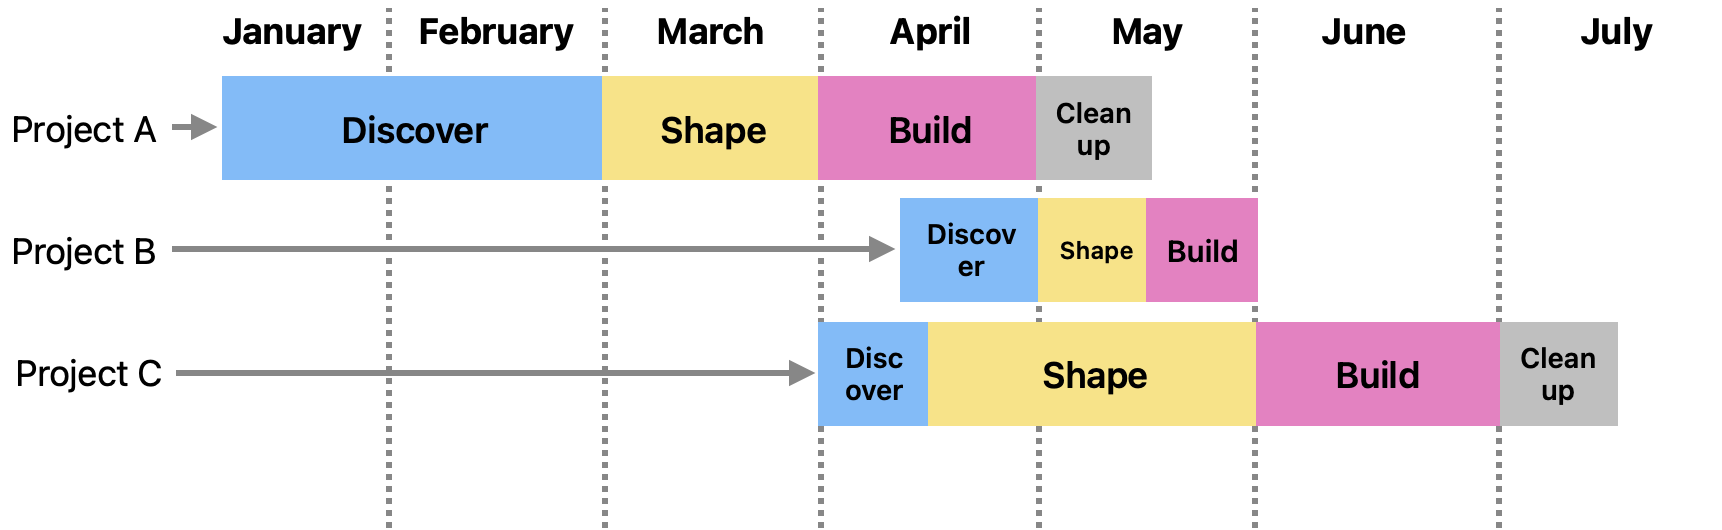 January February March April May June July
Project A Discover Shape Build Clean
up
Project B Discov
er Shape Build
Project C Disc
over Shape Build Clean
up